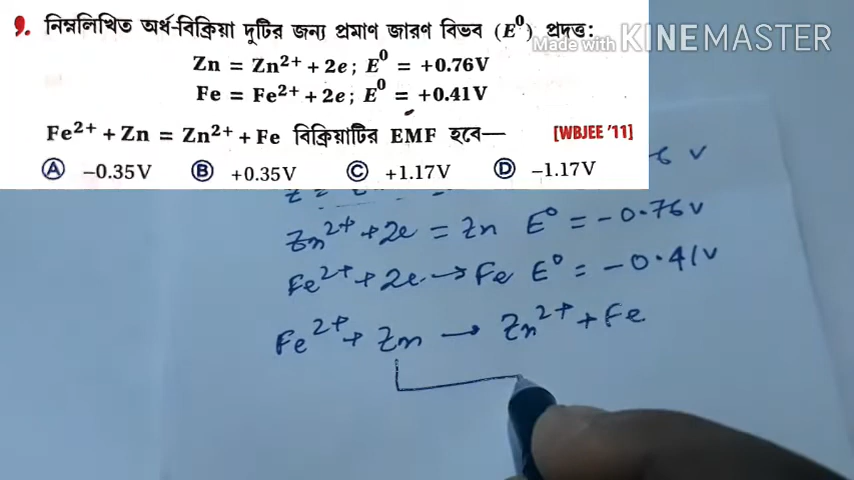 9. নিম্নলিখিত অর্ধ-বিক্রিয়া দুটির জন্য প্রমাণ জারণ বিভব (E⁰) প্রদত্ত:
Made with KINEMASTER
Zn = Zn²⁺ + 2e ; E⁰ = +0.76V
Fe = Fe²⁺ + 2e ; E⁰ = +0.41V
Fe²⁺ + Zn = Zn²⁺ + Fe বিক্রিয়াটির EMF হবে— [WBJEE '11]
Ⓐ −0.35V Ⓑ +0.35V Ⓒ +1.17V Ⓓ −1.17V
Zn²⁺ + 2e = Zn E⁰ = −0.76V
Fe²⁺ + 2e → Fe E⁰ = −0.41V
Fe²⁺ + Zn → Zn²⁺ + Fe